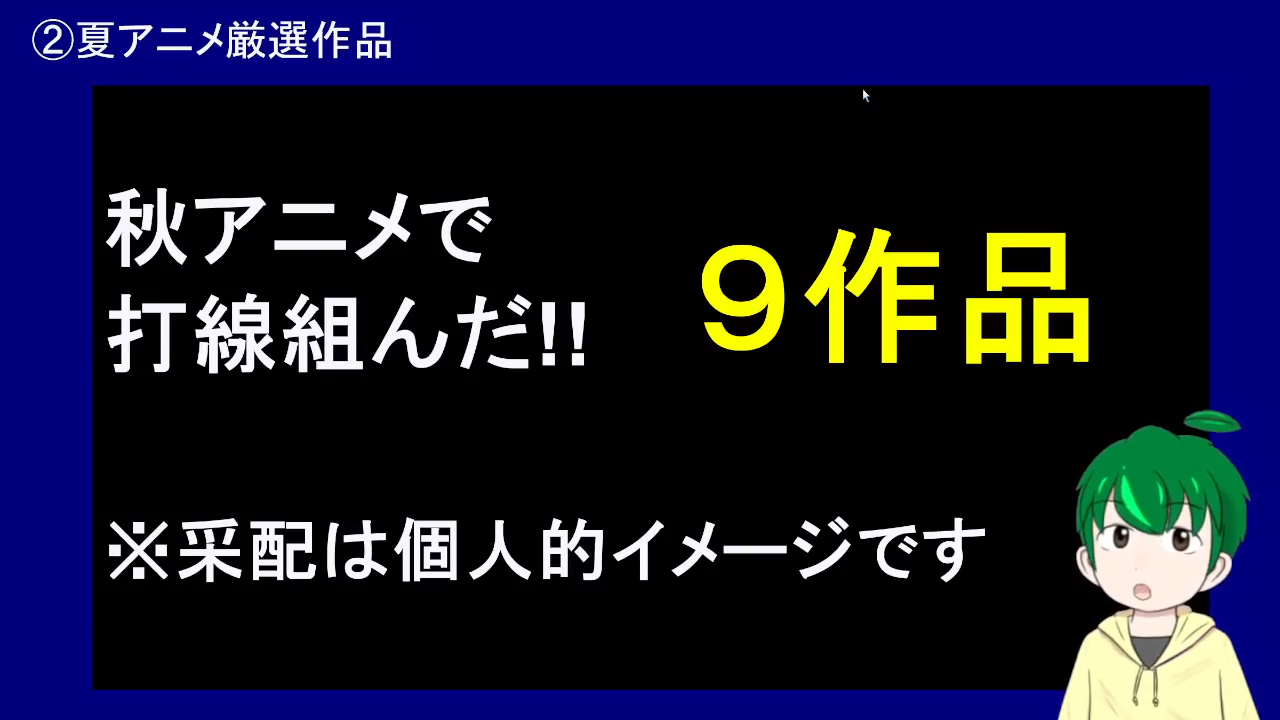 ②夏アニメ厳選作品
秋アニメで
打線組んだ!!
９作品
※采配は個人的イメージです